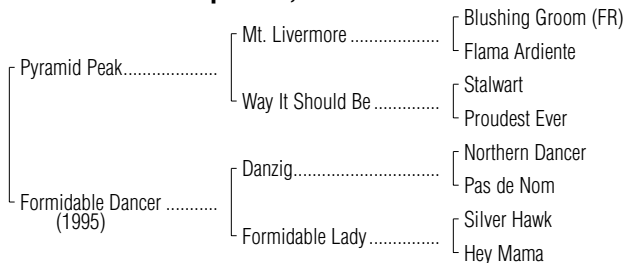 Blushing Groom (FR)
Mt. Livermore
Flama Ardiente
Pyramid Peak
Stalwart
Way It Should Be
Proudest Ever
Northern Dancer
Danzig
Pas de Nom
Formidable Dancer
(1995)
Silver Hawk
Formidable Lady
Hey Mama